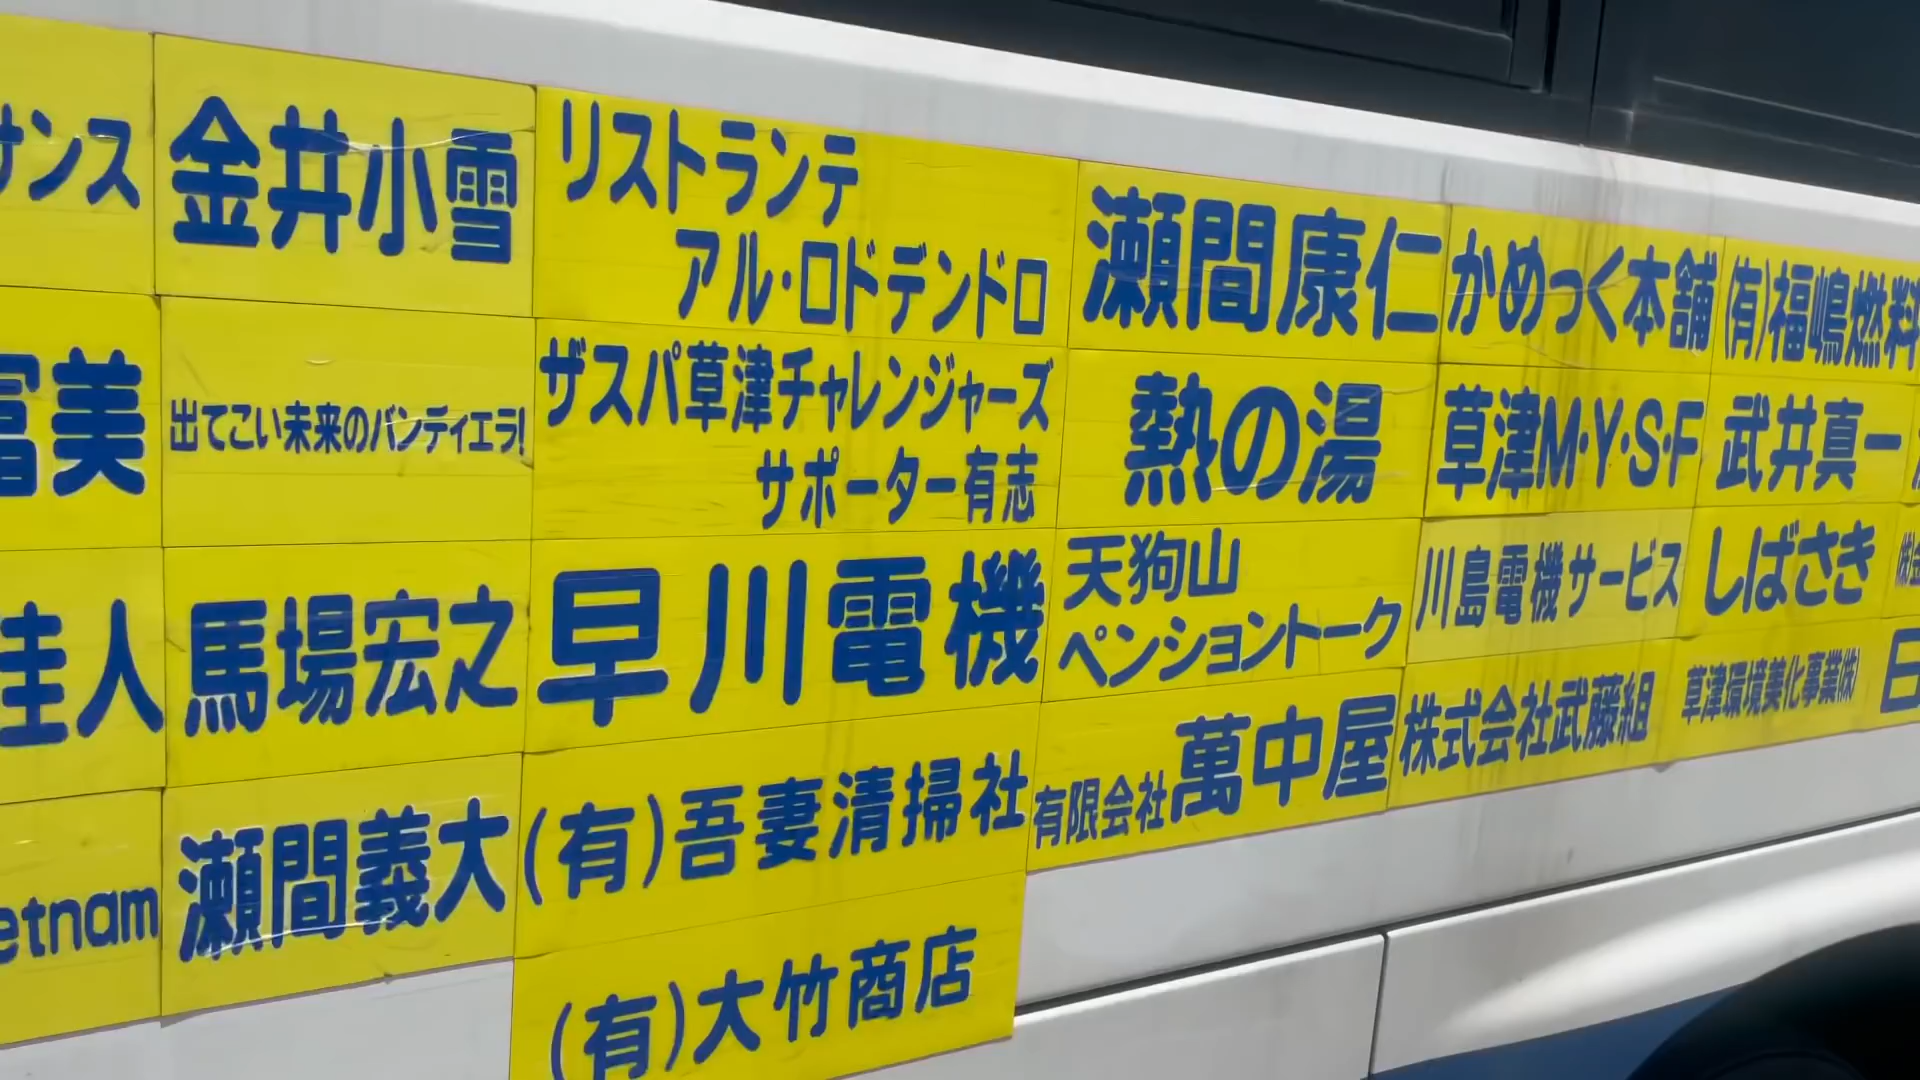 ンス
金井小雪
リストランテ
アル・ロドデンドロ
瀬間康仁
かめっく本舗
(有)福嶋燃料
富美
出てこい未来のバンディエラ!
ザスパ草津チャレンジャーズ
サポーター有志
熱の湯
草津M・Y・S・F
武井真一
圭人
馬場宏之
早川電機
天狗山
ペンショントーク
川島電機サービス
しばさき
etnam
瀬間義大
(有)吾妻清掃社
有限会社萬中屋
株式会社武藤組
草津環境美化事業㈱
(有)大竹商店